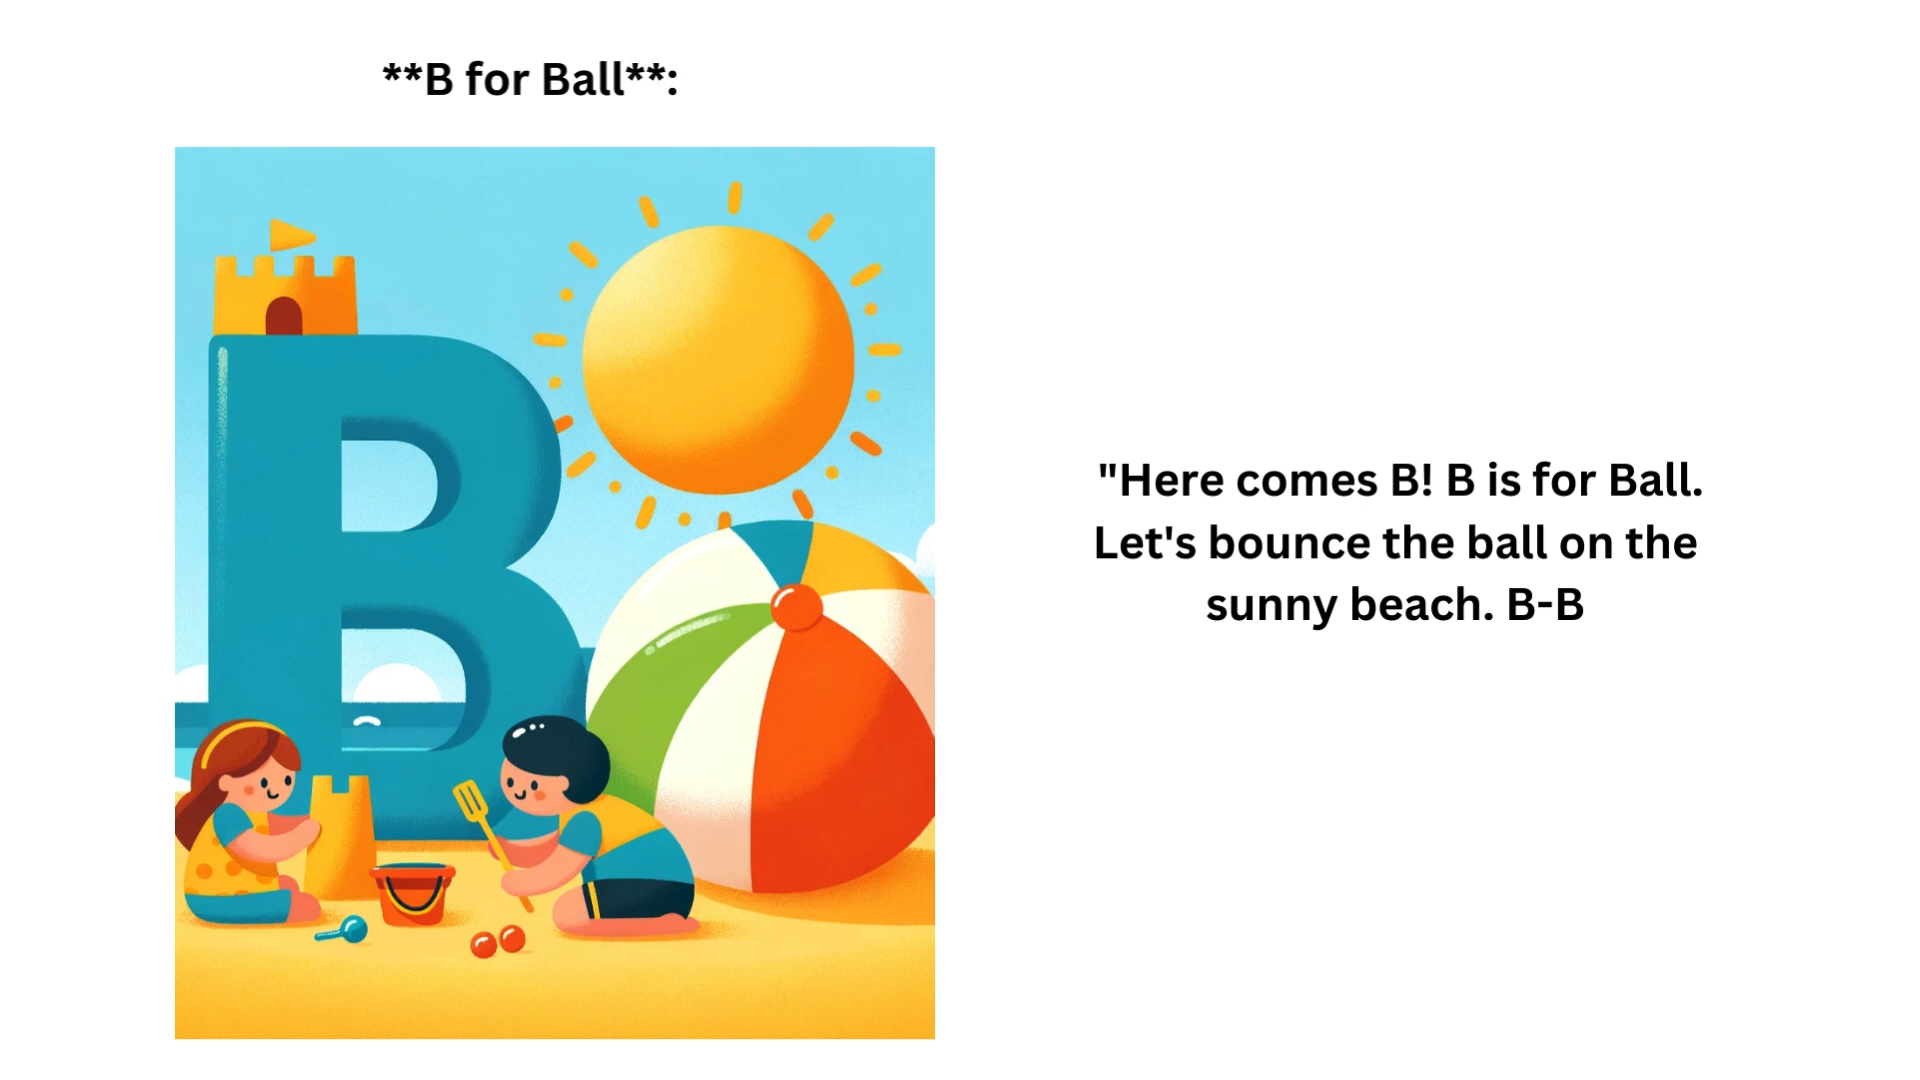 **B for Ball**:
B
"Here comes B! B is for Ball.
Let's bounce the ball on the
sunny beach. B-B